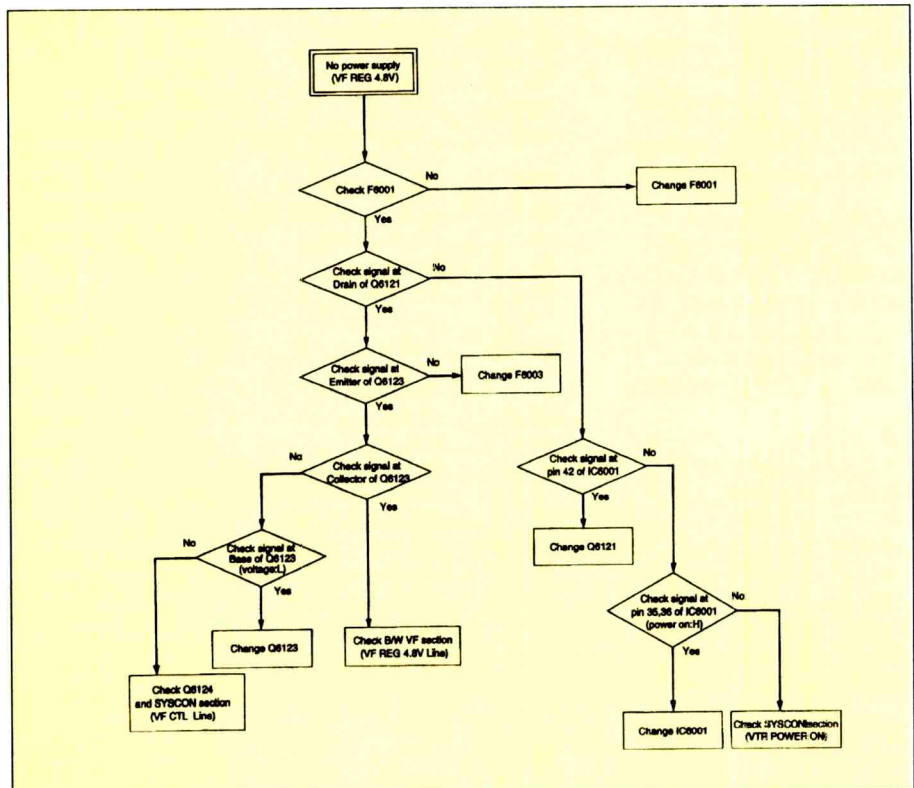 No power supply
(VF REG 4.8V)
Check F6001
No
Change F6001
Yes
Check signal at
Drain of Q6121
No
Yes
Check signal at
Emitter of Q6123
No
Change F6003
Yes
Check signal at
Collector of Q6123
No
Yes
Check signal at
pin 42 of IC6001
No
Yes
Change Q6121
Check signal at
Base of Q6123
(voltage:L)
No
Yes
Change Q6123
Check B/W VF section
(VF REG 4.8V Line)
Check signal at
pin 35,36 of IC6001
(power on:H)
No
Yes
Check Q6124
and SYSCON section
(VF CTL Line)
Change IC6001
Check SYSCON section
(VTR POWER ON)